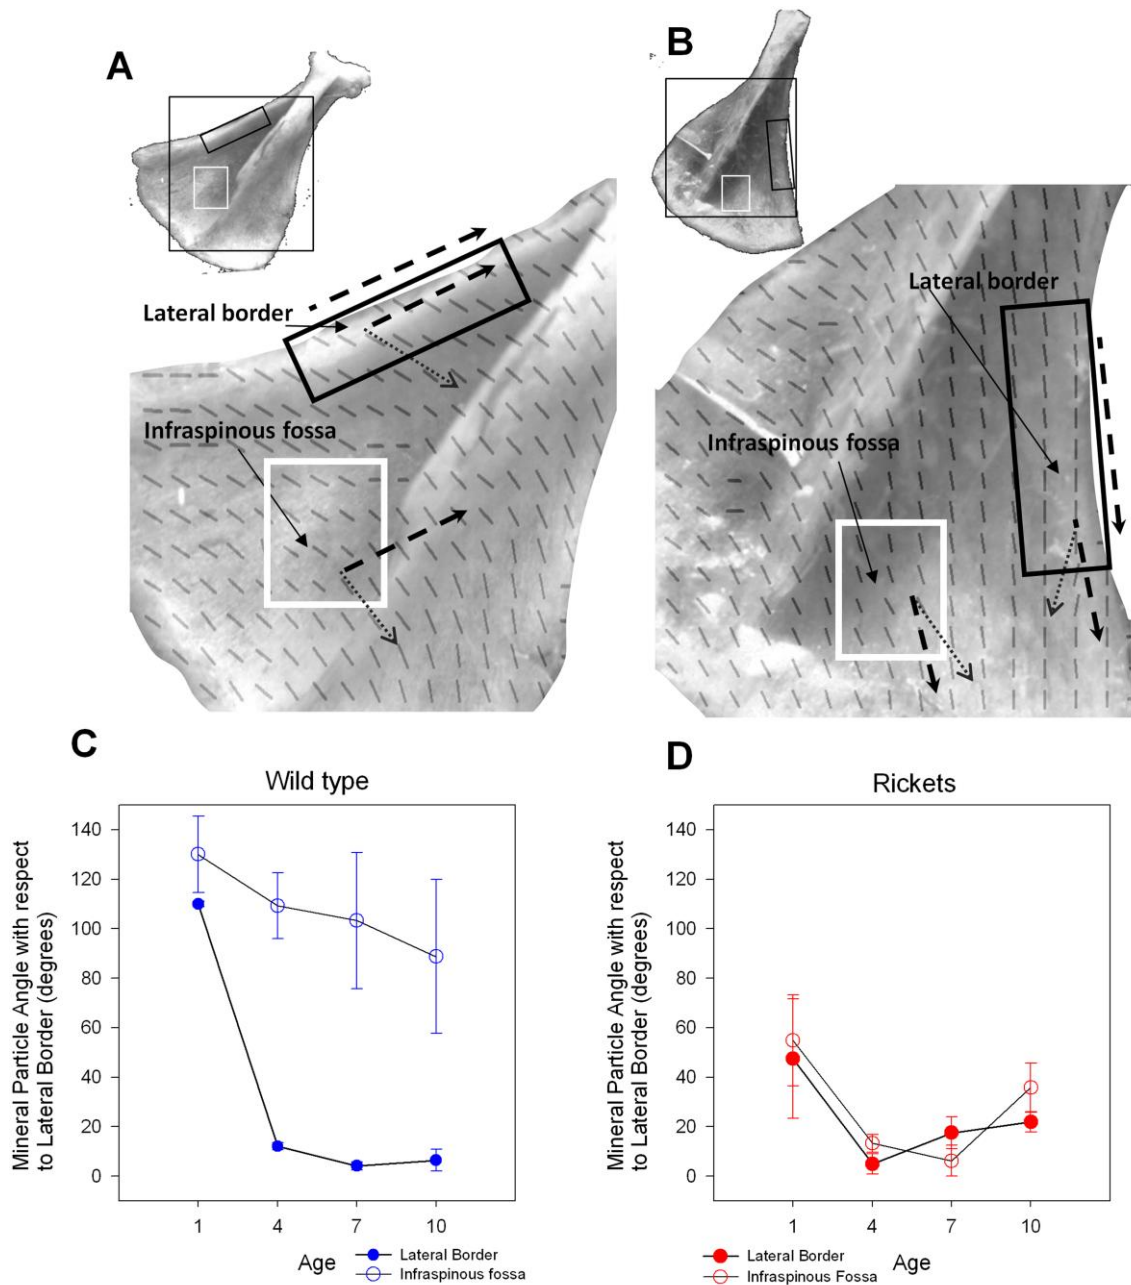 A
B
Lateral border
Infraspinous fossa
Lateral border
Infraspinous fossa
C
Wild type
Mineral Particle Angle with respect
to Lateral Border (degrees)
140
120
100
80
60
40
20
0
1
4
7
10
Age
Lateral Border
Infraspinous fossa
D
Rickets
Mineral Particle Angle with respect
to Lateral Border (degrees)
140
120
100
80
60
40
20
0
1
4
7
10
Age
Lateral Border
Infraspinous Fossa